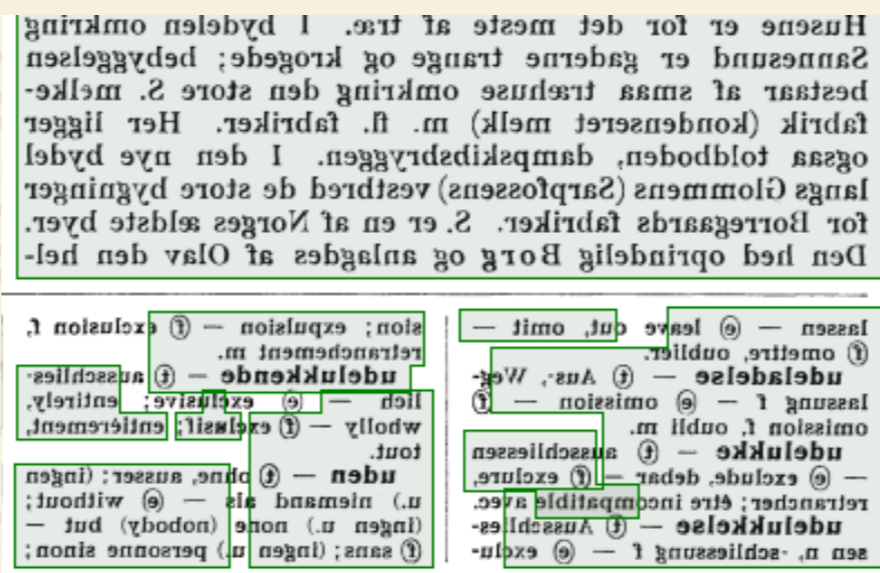 Husene er for det meste af træ. I bydelen omkring
Sannesund er gaderne trange og krogede; bebyggelsen
bestaar af smaa træhuse omkring den store S. melke-
fabrik (kondenseret melk) m. fl. fabriker. Her ligger
ogsaa toldboden, dampskibsbryggen. I den nye bydel
langs Glommens (Sarpfossens) vestbred de store bygninger
for Borregaards fabriker. S. er en af Norges ældste byer.
Den hed oprindelig Borg og anlagdes af Olav den hel-
lassen — ⓔ leave out, omit —
ⓕ omettre, oublier.
udeladelse — ⓣ Aus-, Weg-
lassung f — ⓔ omission — ⓕ
omission f, oubli m.
udelukke — ⓣ ausschliessen
— ⓔ exclude, debar — ⓕ exclure,
retrancher; être incompatible avec.
udelukkelse — ⓣ Ausschlies-
sen n, -schliessung f — ⓔ exclu-
sion; expulsion — ⓕ exclusion f,
retranchement m.
udelukkende — ⓣ ausschlies-
lich — ⓔ exclusive; entirely,
wholly — ⓕ exclusif; entièrement,
tout.
uden — ⓣ ohne, ausser; (ingen
u.) niemand als — ⓔ without;
(ingen u.) none (nobody) but —
ⓕ sans; (ingen u.) personne sinon;